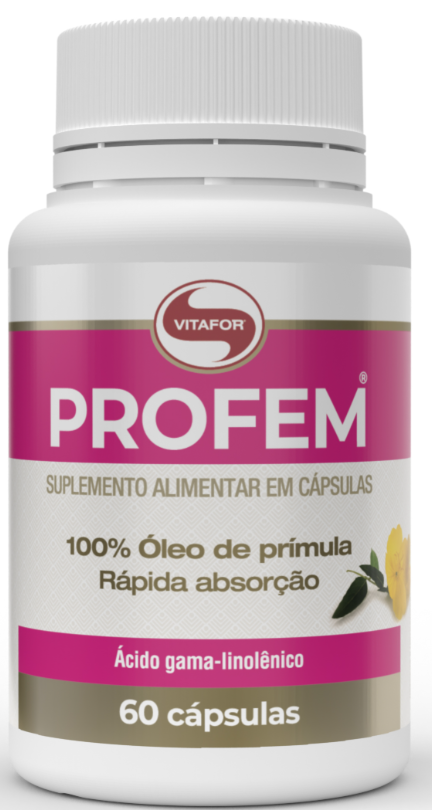 VITAFOR
PROFEM®
SUPLEMENTO ALIMENTAR EM CÁPSULAS
100% Óleo de prímula
Rápida absorção
Ácido gama-linolênico
60 cápsulas